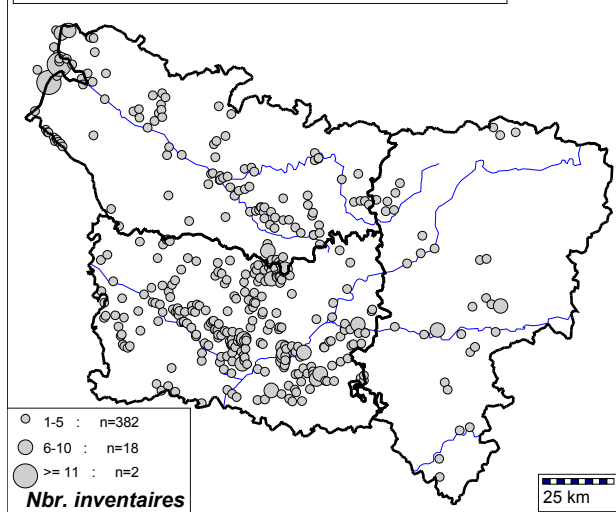 1-5 : n=382
6-10 : n=18
>= 11 : n=2
Nbr. inventaires
25 km